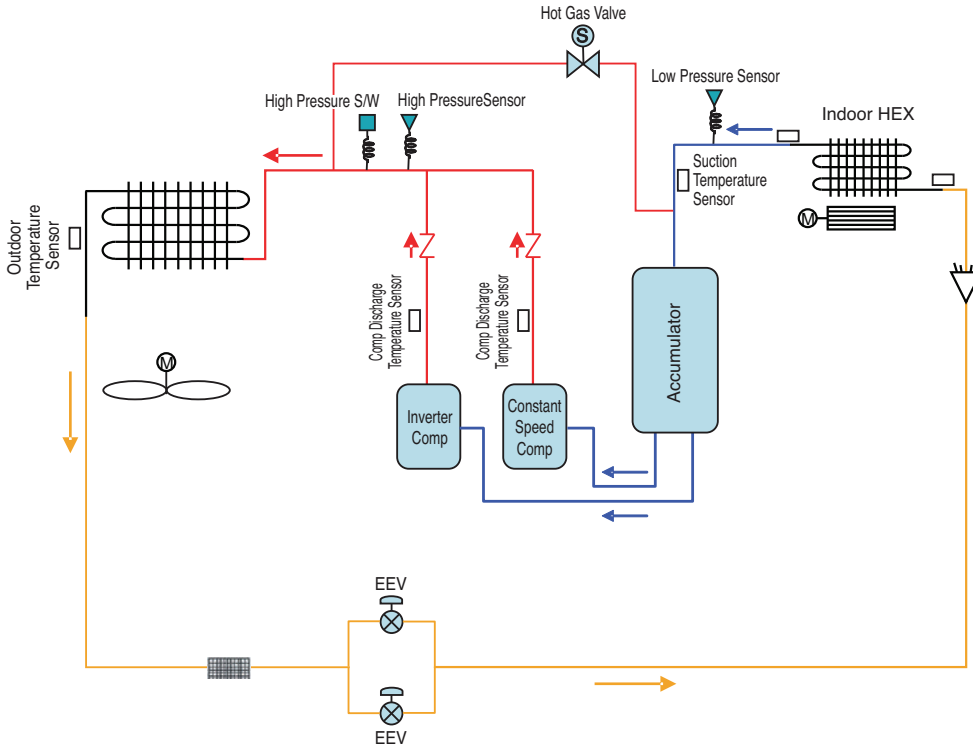 Hot Gas Valve
S
Low Pressure Sensor
High Pressure S/W
High PressureSensor
Indoor HEX
Suction
Temperature
Sensor
M
Outdoor
Temperature
Sensor
Comp Discharge
Temperature Sensor
Comp Discharge
Temperature Sensor
Accumulator
M
Inverter
Comp
Constant
Speed
Comp
EEV
EEV